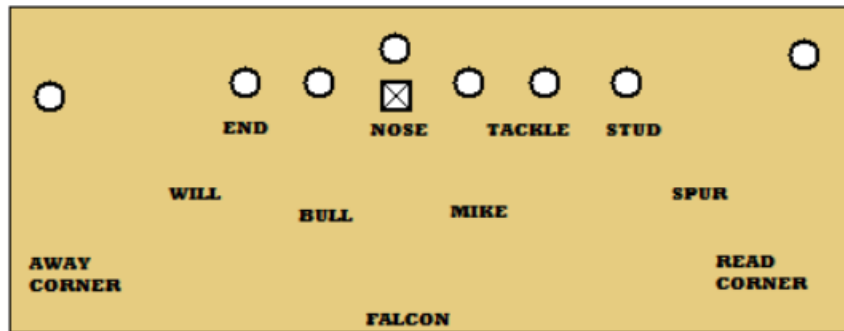 END
NOSE
TACKLE
STUD
WILL
BULL
MIKE
SPUR
AWAY
CORNER
READ
CORNER
FALCON